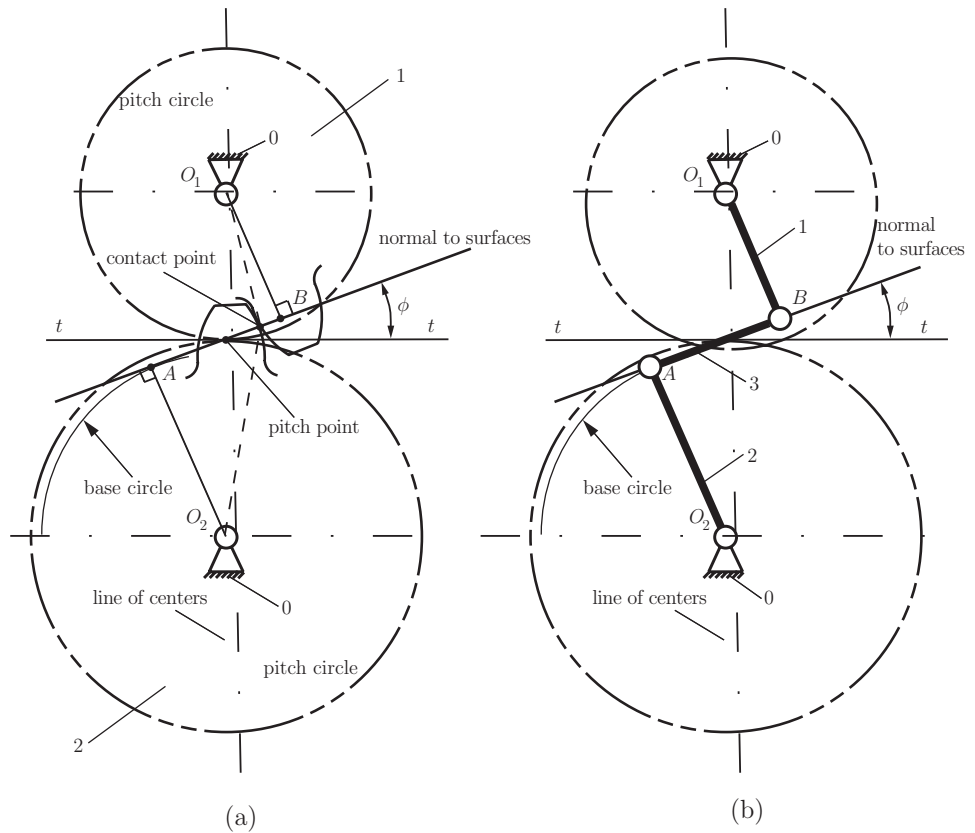 pitch circle
1
0
O1
normal to surfaces
contact point
B
ϕ
t
t
A
pitch point
base circle
O2
line of centers
0
pitch circle
2
(a)
0
O1
1
normal
to surfaces
B
ϕ
t
t
A
3
2
base circle
O2
line of centers
0
(b)